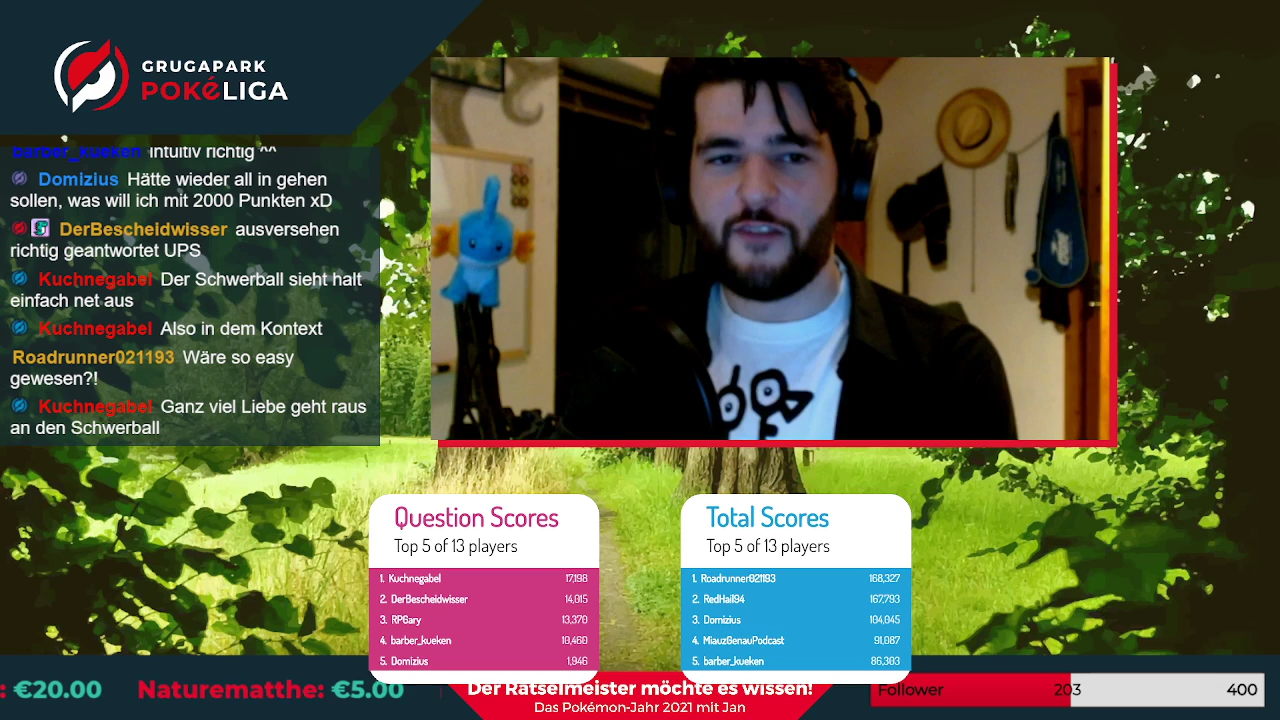 GRUGAPARK
POKéLIGA
barber_kueken intuitiv richtig ^^
Domizius Hätte wieder all in gehen
sollen, was will ich mit 2000 Punkten xD
DerBescheidwisser ausversehen
richtig geantwortet UPS
Kuchnegabel Der Schwerball sieht halt
einfach net aus
Kuchnegabel Also in dem Kontext
Roadrunner021193 Wäre so easy
gewesen?!
Kuchnegabel Ganz viel Liebe geht raus
an den Schwerball
Question Scores
Top 5 of 13 players
1. Kuchnegabel 17,198
2. DerBescheidwisser 14,015
3. RPGary 13,370
4. barber_kueken 10,460
5. Domizius 1,946
Total Scores
Top 5 of 13 players
1. Roadrunner021193 168,327
2. RedHail94 167,793
3. Domizius 104,045
4. MiauzGenauPodcast 91,087
5. barber_kueken 86,303
: €20.00 Naturematthe: €5.00
Der Rätselmeister möchte es wissen!
Das Pokémon-Jahr 2021 mit Jan
Follower 203 400